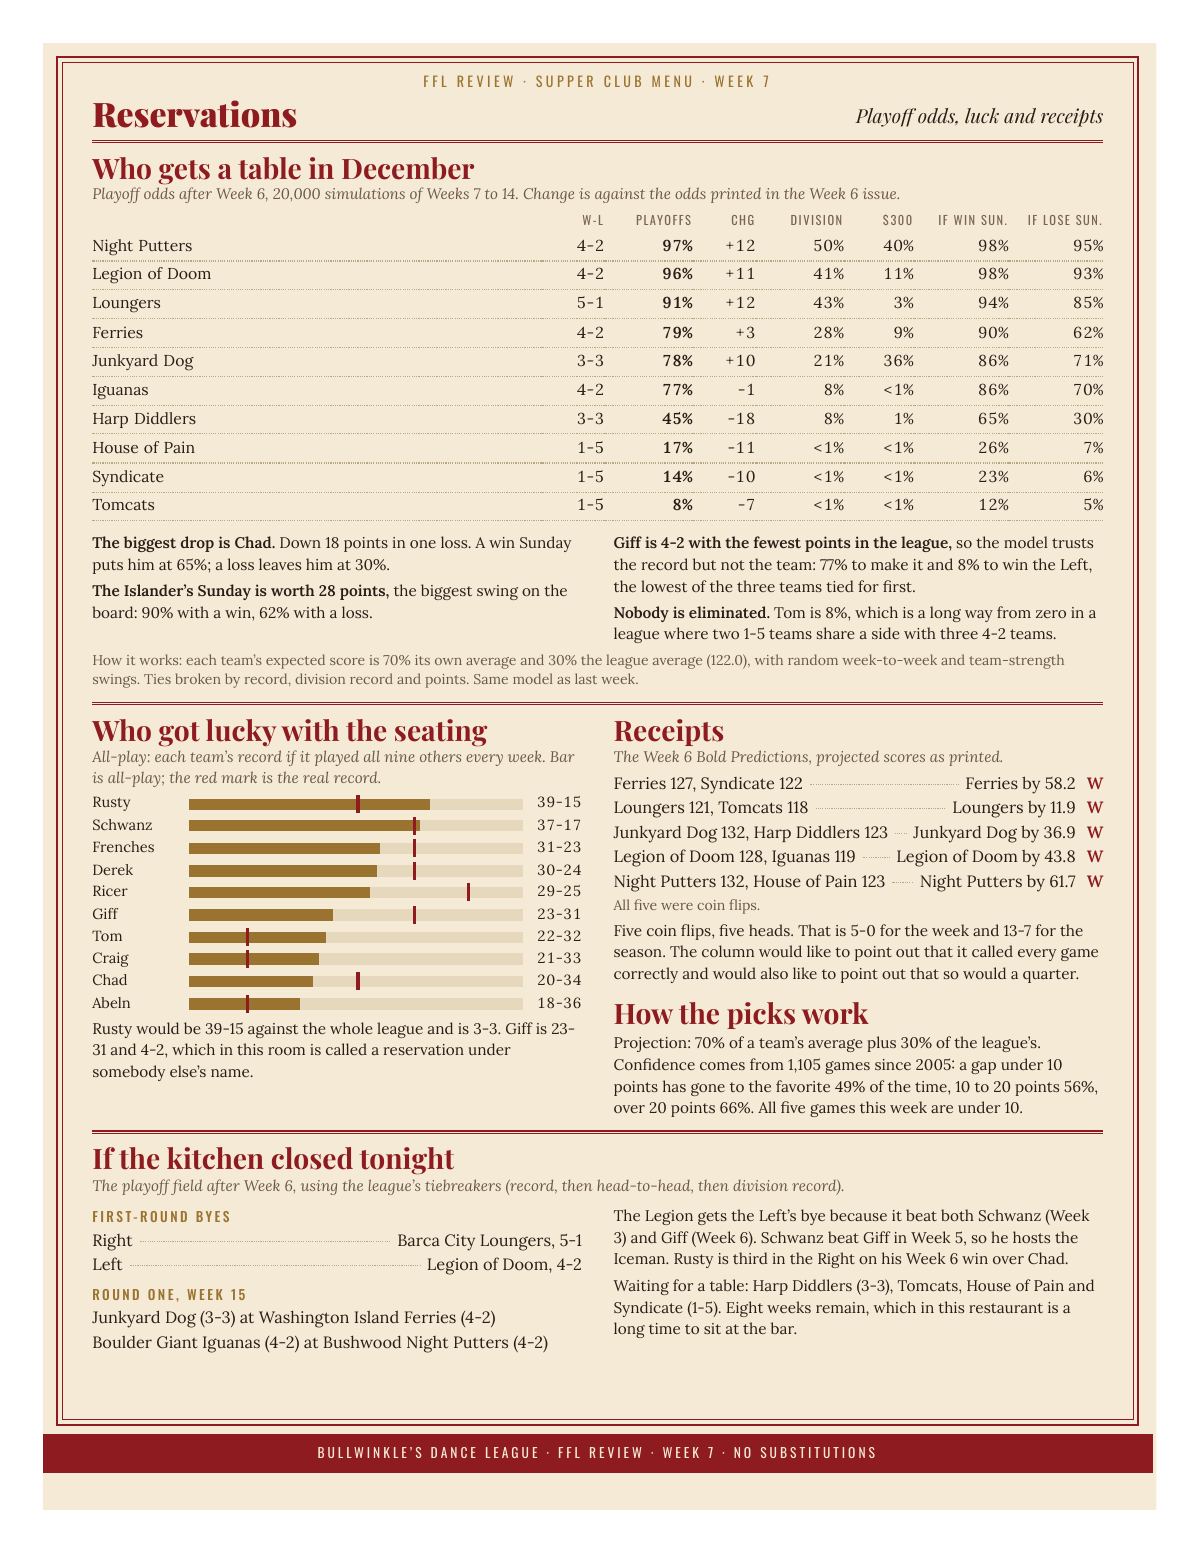 FFL REVIEW · SUPPER CLUB MENU · WEEK 7
Reservations
Playoff odds, luck and receipts
Who gets a table in December
Playoff odds after Week 6, 20,000 simulations of Weeks 7 to 14. Change is against the odds printed in the Week 6 issue.
W-L PLAYOFFS CHG DIVISION $300 IF WIN SUN. IF LOSE SUN.
Night Putters 4-2 97% +12 50% 40% 98% 95%
Legion of Doom 4-2 96% +11 41% 11% 98% 93%
Loungers 5-1 91% +12 43% 3% 94% 85%
Ferries 4-2 79% +3 28% 9% 90% 62%
Junkyard Dog 3-3 78% +10 21% 36% 86% 71%
Iguanas 4-2 77% -1 8% <1% 86% 70%
Harp Diddlers 3-3 45% -18 8% 1% 65% 30%
House of Pain 1-5 17% -11 <1% <1% 26% 7%
Syndicate 1-5 14% -10 <1% <1% 23% 6%
Tomcats 1-5 8% -7 <1% <1% 12% 5%
The biggest drop is Chad. Down 18 points in one loss. A win Sunday
puts him at 65%; a loss leaves him at 30%.
The Islander's Sunday is worth 28 points, the biggest swing on the
board: 90% with a win, 62% with a loss.
Giff is 4-2 with the fewest points in the league, so the model trusts
the record but not the team: 77% to make it and 8% to win the Left,
the lowest of the three teams tied for first.
Nobody is eliminated. Tom is 8%, which is a long way from zero in a
league where two 1-5 teams share a side with three 4-2 teams.
How it works: each team's expected score is 70% its own average and 30% the league average (122.0), with random week-to-week and team-strength
swings. Ties broken by record, division record and points. Same model as last week.
Who got lucky with the seating
All-play: each team's record if it played all nine others every week. Bar
is all-play; the red mark is the real record.
Rusty 39-15
Schwanz 37-17
Frenches 31-23
Derek 30-24
Ricer 29-25
Giff 23-31
Tom 22-32
Craig 21-33
Chad 20-34
Abeln 18-36
Rusty would be 39-15 against the whole league and is 3-3. Giff is 23-
31 and 4-2, which in this room is called a reservation under
somebody else's name.
Receipts
The Week 6 Bold Predictions, projected scores as printed.
Ferries 127, Syndicate 122 Ferries by 58.2 W
Loungers 121, Tomcats 118 Loungers by 11.9 W
Junkyard Dog 132, Harp Diddlers 123 Junkyard Dog by 36.9 W
Legion of Doom 128, Iguanas 119 Legion of Doom by 43.8 W
Night Putters 132, House of Pain 123 Night Putters by 61.7 W
All five were coin flips.
Five coin flips, five heads. That is 5-0 for the week and 13-7 for the
season. The column would like to point out that it called every game
correctly and would also like to point out that so would a quarter.
How the picks work
Projection: 70% of a team's average plus 30% of the league's.
Confidence comes from 1,105 games since 2005: a gap under 10
points has gone to the favorite 49% of the time, 10 to 20 points 56%,
over 20 points 66%. All five games this week are under 10.
If the kitchen closed tonight
The playoff field after Week 6, using the league's tiebreakers (record, then head-to-head, then division record).
FIRST-ROUND BYES
Right Barca City Loungers, 5-1
Left Legion of Doom, 4-2
ROUND ONE, WEEK 15
Junkyard Dog (3-3) at Washington Island Ferries (4-2)
Boulder Giant Iguanas (4-2) at Bushwood Night Putters (4-2)
The Legion gets the Left's bye because it beat both Schwanz (Week
3) and Giff (Week 6). Schwanz beat Giff in Week 5, so he hosts the
Iceman. Rusty is third in the Right on his Week 6 win over Chad.
Waiting for a table: Harp Diddlers (3-3), Tomcats, House of Pain and
Syndicate (1-5). Eight weeks remain, which in this restaurant is a
long time to sit at the bar.
BULLWINKLE'S DANCE LEAGUE · FFL REVIEW · WEEK 7 · NO SUBSTITUTIONS